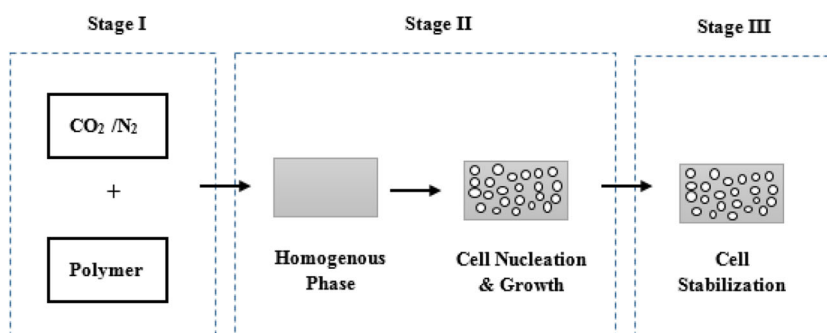 Stage I
Stage II
Stage III
CO₂ /N₂
+
Polymer
Homogenous
Phase
Cell Nucleation
& Growth
Cell
Stabilization